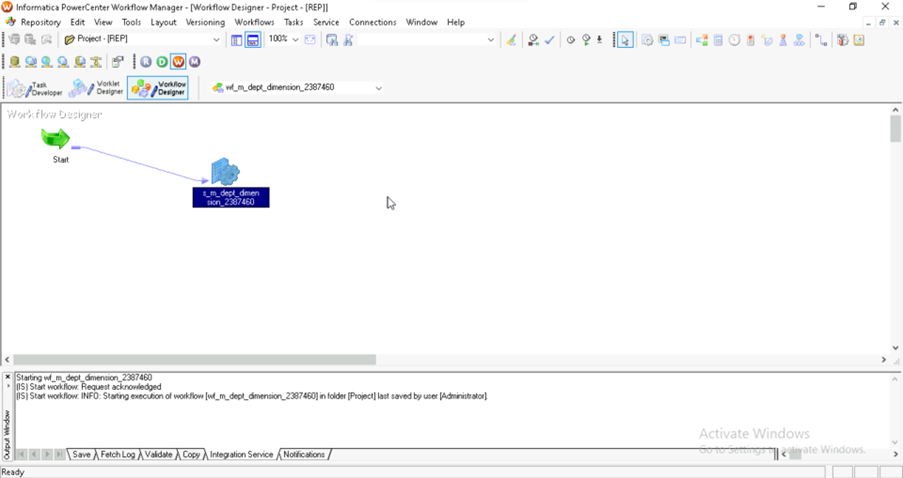 Informatica PowerCenter Workflow Manager - [Workflow Designer - Project - [REP]]
Repository Edit View Tools Layout Versioning Workflows Tasks Service Connections Window Help
Project - [REP] 100%
R D W M
Task Developer Worklet Designer Workflow Designer wf_m_dept_dimension_2387460
Workflow Designer
Start
s_m_dept_dimen
sion_2387460
Starting wf_m_dept_dimension_2387460
[IS] Start workflow: Request acknowledged
[IS] Start workflow: INFO: Starting execution of workflow [wf_m_dept_dimension_2387460] in folder [Project] last saved by user [Administrator].
Output Window
Activate Windows
Go to Settings to activate Windows.
Save Fetch Log Validate Copy Integration Service Notifications
Ready